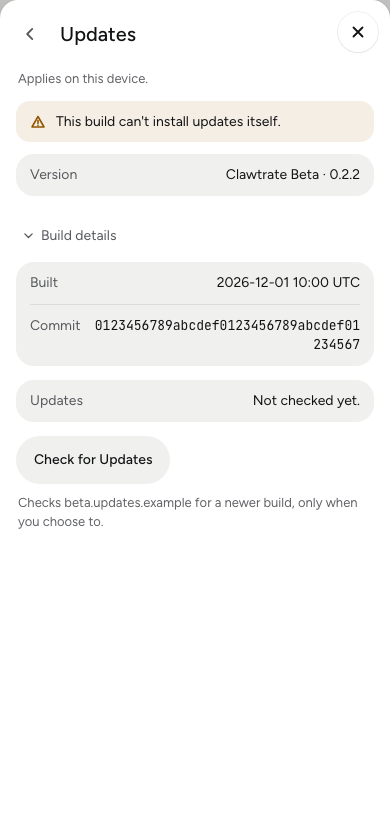 Updates
Applies on this device.
This build can't install updates itself.
Version Clawtrate Beta · 0.2.2
Build details
Built 2026-12-01 10:00 UTC
Commit 0123456789abcdef0123456789abcdef01
234567
Updates Not checked yet.
Check for Updates
Checks beta.updates.example for a newer build, only when
you choose to.